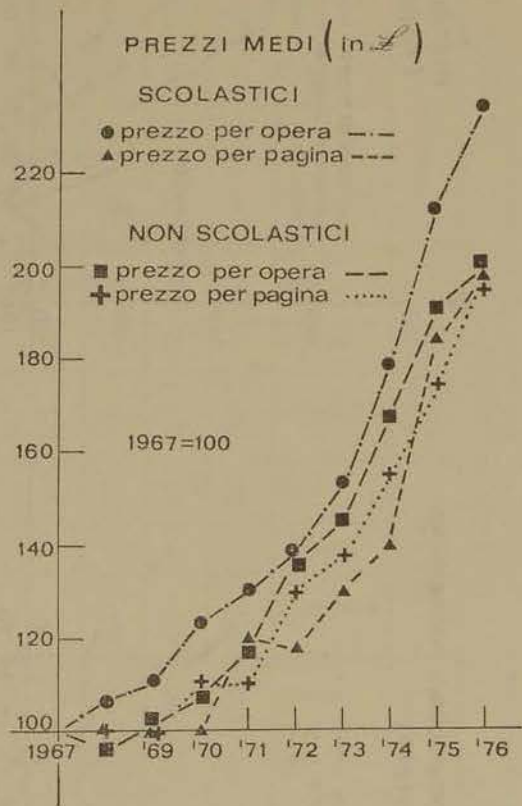 PREZZI MEDI (in £)
SCOLASTICI
prezzo per opera
prezzo per pagina
NON SCOLASTICI
prezzo per opera
prezzo per pagina
1967=100
220
200
180
160
140
120
100
1967 '69 '70 '71 '72 '73 '74 '75 '76